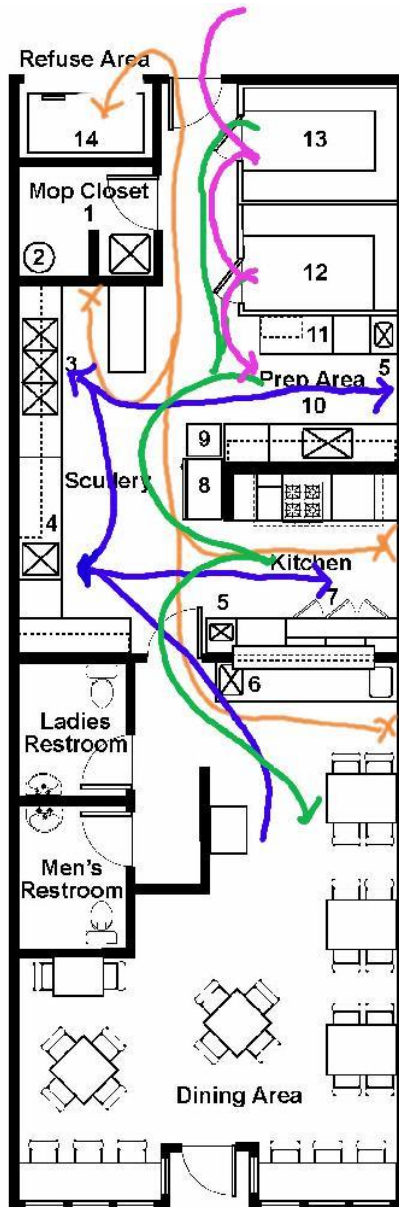 Refuse Area
14
13
Mop Closet
1
2
12
11
5
3
Prep Area
10
9
Scullery
8
4
Kitchen
7
5
6
Ladies
Restroom
Men's
Restroom
Dining Area